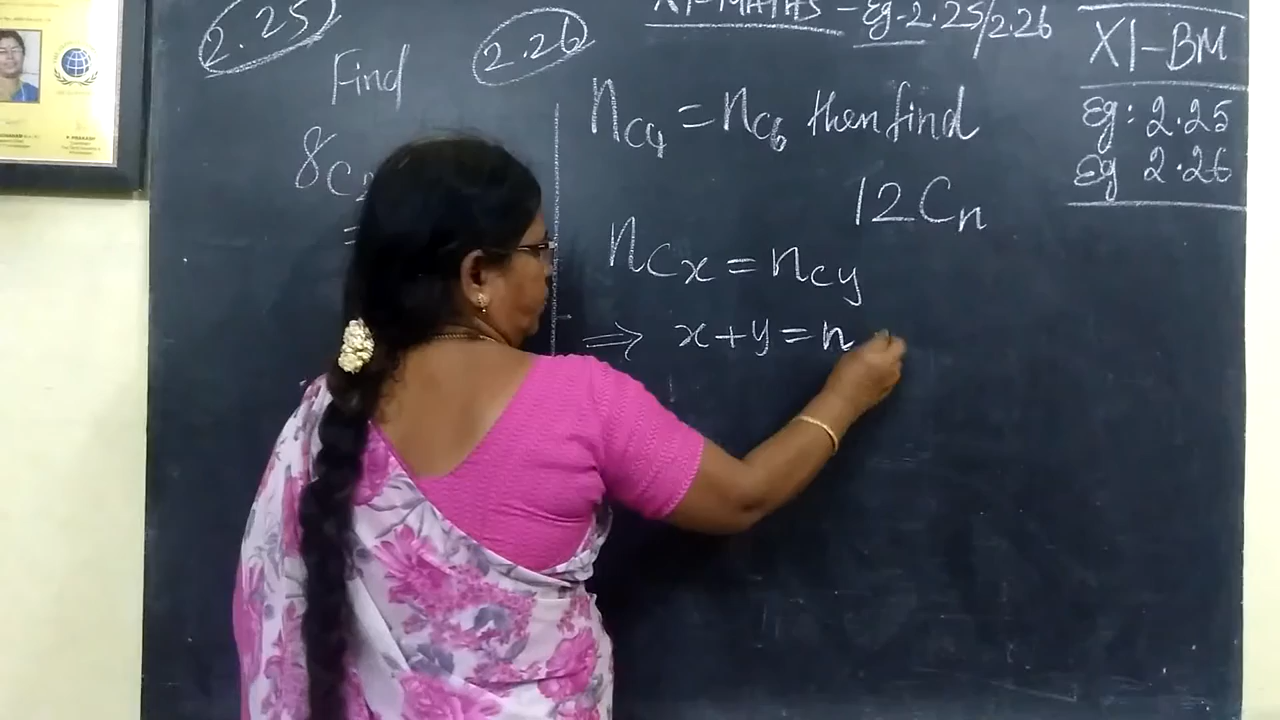 XI-MATHS - Eg-2.25/2.26
2.25
Find
8C2
=
2.26
nC4 = nC6 then find
12Cn
nCx = nCy
⇒ x+y=n
XI-BM
Eg: 2.25
Eg 2.26